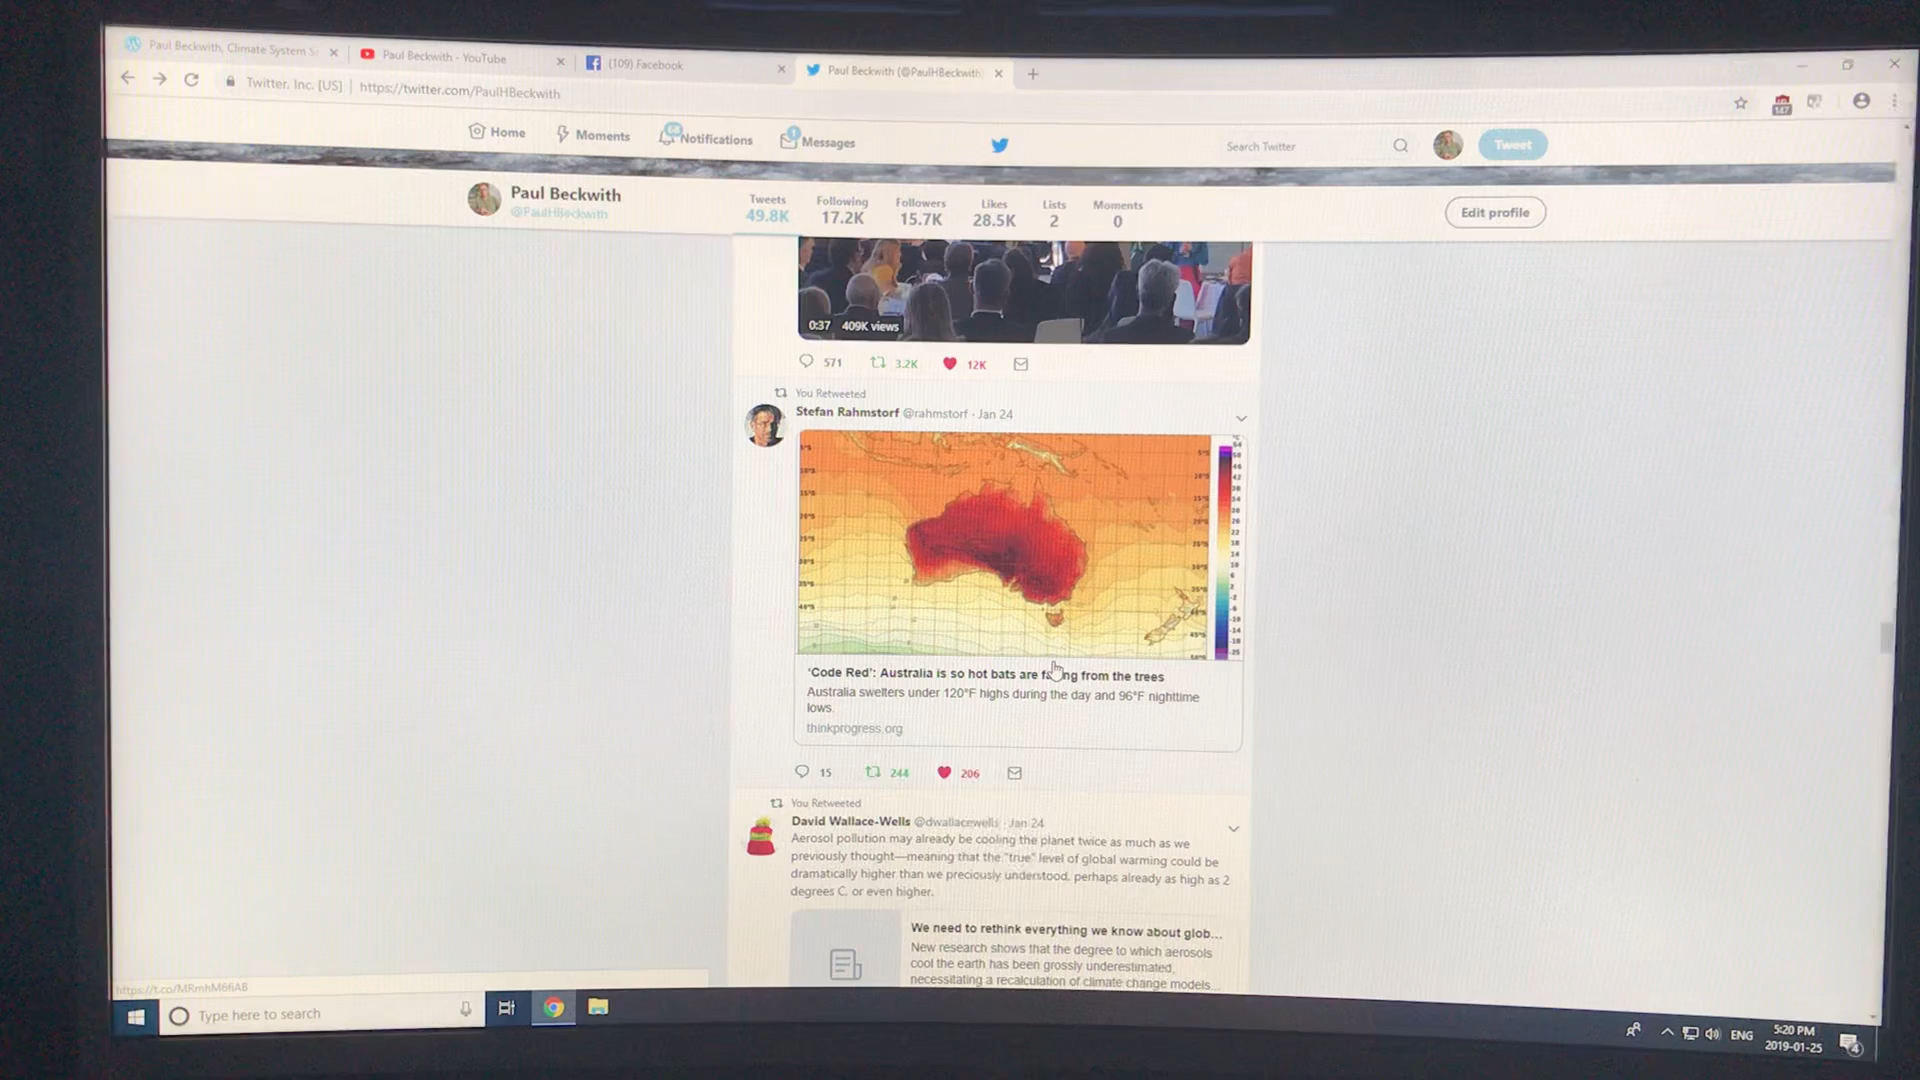 Paul Beckwith, Climate System S
Paul Beckwith - YouTube
(109) Facebook
Paul Beckwith (@PaulHBeckwith
Twitter, Inc. [US] | https://twitter.com/PaulHBeckwith
Home
Moments
Notifications
Messages
Search Twitter
Tweet
Paul Beckwith
@PaulHBeckwith
Tweets
49.8K
Following
17.2K
Followers
15.7K
Likes
28.5K
Lists
2
Moments
0
Edit profile
0:37 409K views
571
3.2K
12K
You Retweeted
Stefan Rahmstorf @rahmstorf · Jan 24
'Code Red': Australia is so hot bats are fa ng from the trees
Australia swelters under 120°F highs during the day and 96°F nighttime
lows.
thinkprogress.org
15
244
206
You Retweeted
David Wallace-Wells @dwallacewells · Jan 24
Aerosol pollution may already be cooling the planet twice as much as we
previously thought—meaning that the "true" level of global warming could be
dramatically higher than we preciously understood, perhaps already as high as 2
degrees C, or even higher.
We need to rethink everything we know about glob...
New research shows that the degree to which aerosols
cool the earth has been grossly underestimated,
necessitating a recalculation of climate change models...
https://t.co/MRmhM66iAB
Type here to search
ENG
5:20 PM
2019-01-25
4